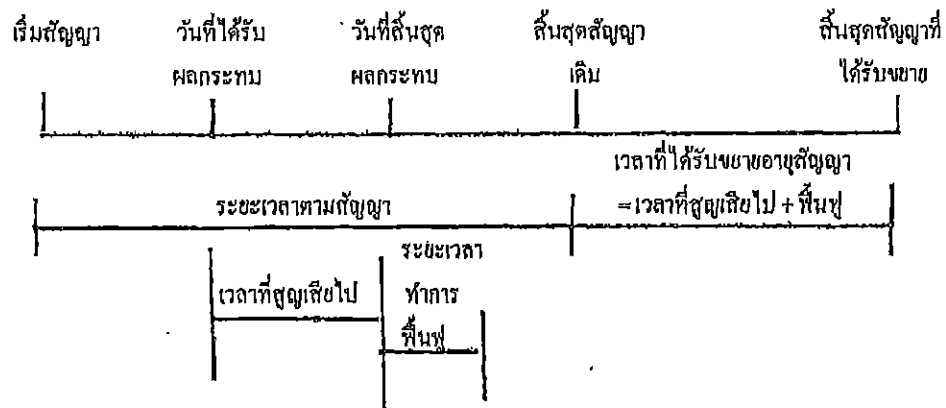 เริ่มสัญญา วันที่ได้รับ วันที่สิ้นสุด สิ้นสุดสัญญา สิ้นสุดสัญญาที่
ผลกระทบ ผลกระทบ เดิม ได้รับขยาย
เวลาที่ได้รับขยายอายุสัญญา
ระยะเวลาตามสัญญา =เวลาที่สูญเสียไป + ฟื้นฟู
ระยะเวลา
เวลาที่สูญเสียไป ทำการ
ฟื้นฟู